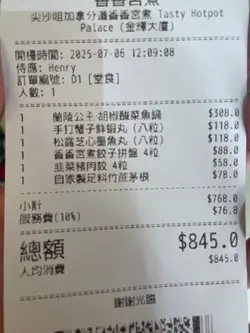 香香宮煮
尖沙咀加拿分道香香宮煮 Tasty Hotpot
Palace (金輝大廈)
開檯時間: 2025-07-06 12:09:08
侍應: Henry
訂單編號: D1 [堂食]
人數: 1
1 蘭陵公主·胡椒酸菜魚鍋 $308.0
1 手打蟹子鮮蝦丸 (八粒) $118.0
1 松露芝心墨魚丸 (八粒) $118.0
1 香香宮煮餃子拼盤 4粒 $88.0
1 韭菜豬肉餃 4粒 $58.0
1 自家製足料竹蔗茅根 $78.0
小計 $768.0
服務費(10%) $76.8
總額 $845.0
人均消費 $845.0
謝謝光臨